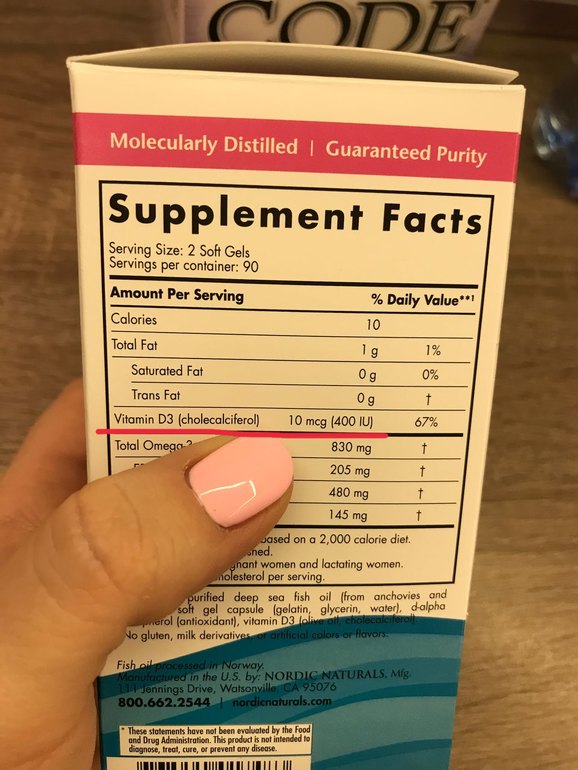 CODE
Molecularly Distilled | Guaranteed Purity
Supplement Facts
Serving Size: 2 Soft Gels
Servings per container: 90
Amount Per Serving % Daily Value**¹
Calories 10
Total Fat 1 g 1%
Saturated Fat 0 g 0%
Trans Fat 0 g †
Vitamin D3 (cholecalciferol) 10 mcg (400 IU) 67%
Total Omega-3 830 mg †
205 mg †
480 mg †
145 mg †
based on a 2,000 calorie diet.
women and lactating women.
per serving.
purified deep sea fish oil (from anchovies and
soft gel capsule (gelatin, glycerin, water), d-alpha
(antioxidant), vitamin D3 (olive oil, cholecalciferol)
No gluten, milk derivatives, or artificial colors or flavors.
Fish oil processed in Norway.
Manufactured in the U.S. by: NORDIC NATURALS, Mfg.
111 Jennings Drive, Watsonville, CA 95076
800.662.2544 | nordicnaturals.com
* These statements have not been evaluated by the Food
and Drug Administration. This product is not intended to
diagnose, treat, cure, or prevent any disease.